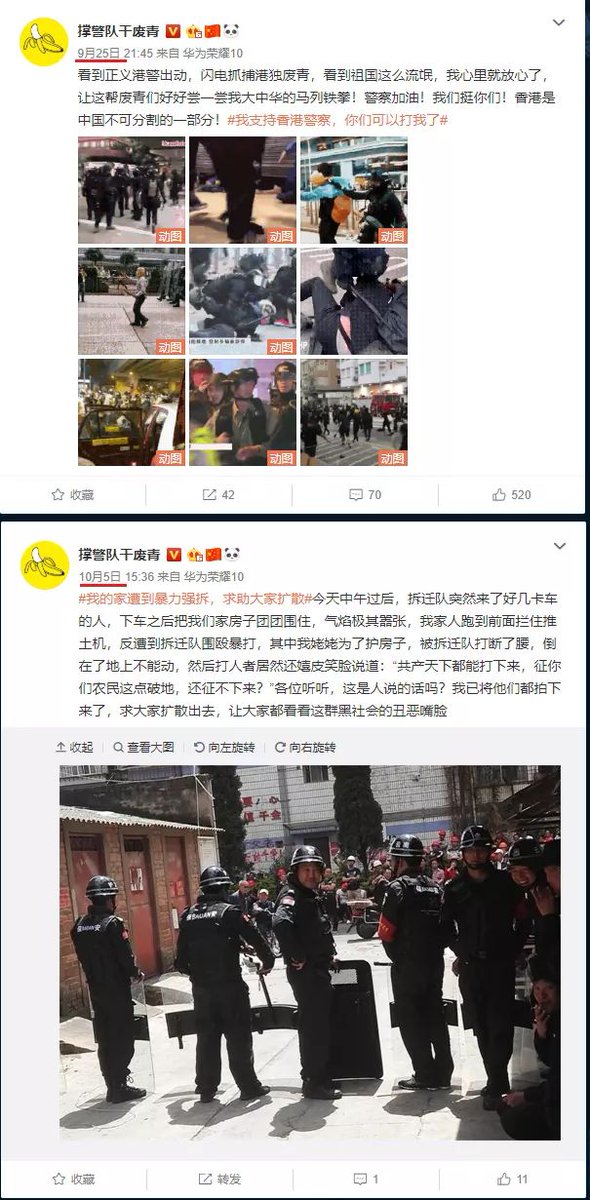 撑警队干废青
9月25日 21:45 来自 华为荣耀10
看到正义港警出动，闪电抓捕港独废青，看到祖国这么流氓，我心里就放心了，
让这帮废青们好好尝一尝我大中华的马列铁拳！警察加油！我们挺你们！香港是
中国不可分割的一部分！#我支持香港警察，你们可以打我了#
动图
动图
动图
动图
动图
动图
动图
动图
收藏
42
70
520
撑警队干废青
10月5日 15:36 来自 华为荣耀10
#我的家遭到暴力强拆，求助大家扩散#今天中午过后，拆迁队突然来了好几卡车
的人，下车之后把我们家房子团团围住，气焰极其嚣张，我家人跑到前面拦住推
土机，反遭到拆迁队围殴暴打，其中我姥姥为了护房子，被拆迁队打断了腰，倒
在了地上不能动，然后打人者居然还嬉皮笑脸说道：“共产天下都能打下来，征你
们农民这点破地，还征不下来？”各位听听，这是人说的话吗？我已将他们都拍下
来了，求大家扩散出去，让大家都看看这群黑社会的丑恶嘴脸
收起
查看大图
向左旋转
向右旋转
保BAOAN安
保BAOAN安
收藏
转发
1
11